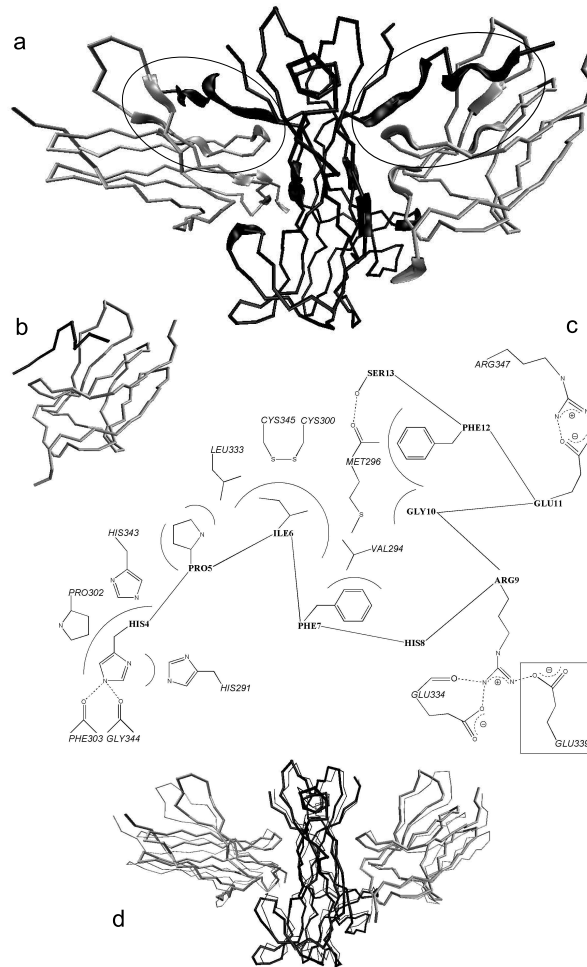 a
b
c
ARG347
SER13
N
N
CYS345 CYS300
O
+
−
O
PHE12
O
S S
LEU333
MET296
GLU11
GLY10
S
HIS343
N
ILE6
VAL294
PRO5
ARG9
N
N
PRO302
N
HIS4
PHE7
HIS8
N
N
N
N
N
N
HIS291
O
N
+
N
O
−
O
GLU334
O
O
O
−
O
PHE303 GLY344
GLU339
d